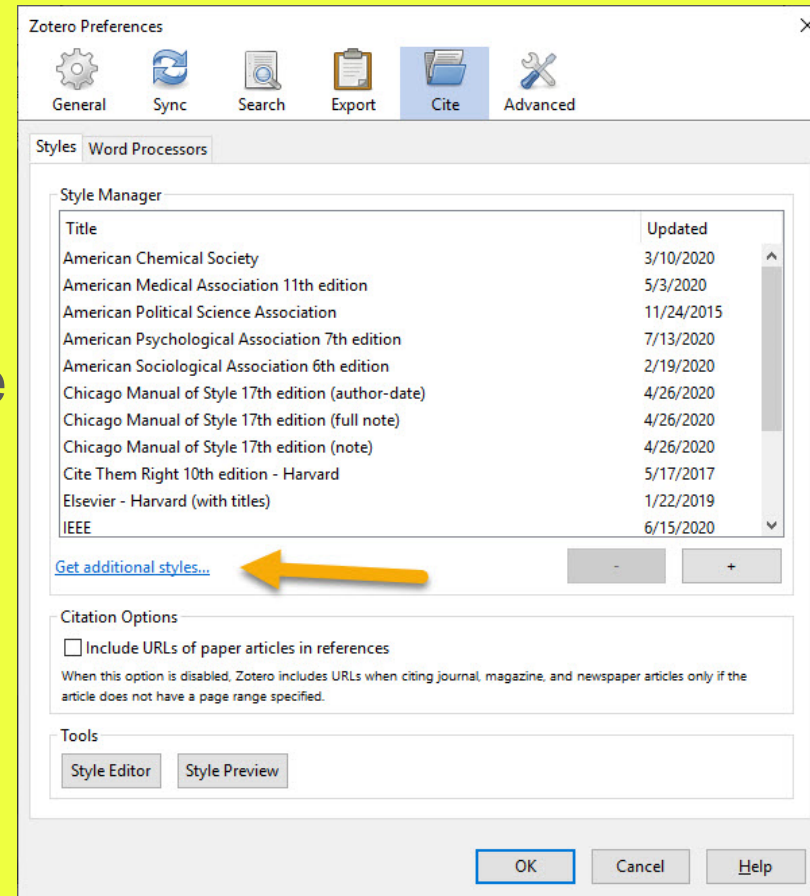 Zotero Preferences
General Sync Search Export Cite Advanced
Styles Word Processors
Style Manager
Title Updated
American Chemical Society 3/10/2020
American Medical Association 11th edition 5/3/2020
American Political Science Association 11/24/2015
American Psychological Association 7th edition 7/13/2020
American Sociological Association 6th edition 2/19/2020
Chicago Manual of Style 17th edition (author-date) 4/26/2020
Chicago Manual of Style 17th edition (full note) 4/26/2020
Chicago Manual of Style 17th edition (note) 4/26/2020
Cite Them Right 10th edition - Harvard 5/17/2017
Elsevier - Harvard (with titles) 1/22/2019
IEEE 6/15/2020
Get additional styles... - +
Citation Options
Include URLs of paper articles in references
When this option is disabled, Zotero includes URLs when citing journal, magazine, and newspaper articles only if the
article does not have a page range specified.
Tools
Style Editor Style Preview
OK Cancel Help